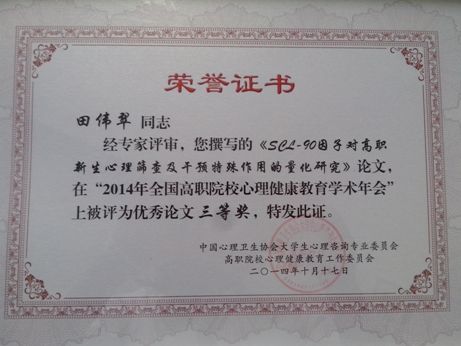 荣誉证书
田伟翠 同志
经专家评审，您撰写的《SCL-90因子对高职
新生心理筛查及干预特殊作用的量化研究》论文，
在“2014年全国高职院校心理健康教育学术年会”
上被评为优秀论文三等奖，特发此证。
中国心理卫生协会大学生心理咨询专业委员会
高职院校心理健康教育工作委员会
二〇一四年十月十七日